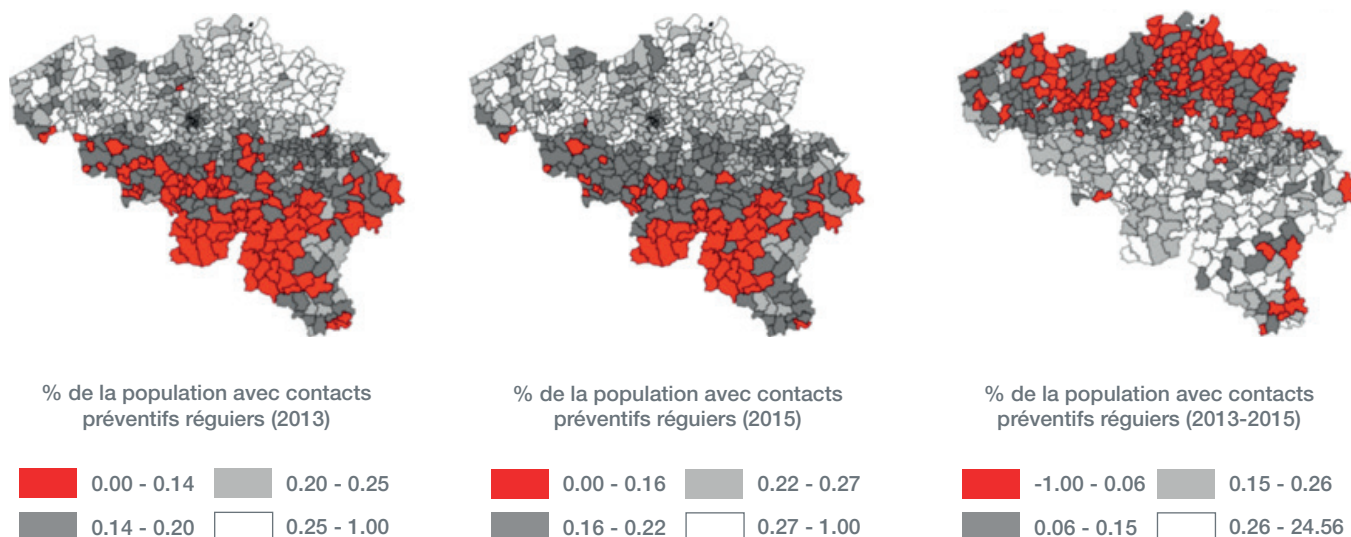 % de la population avec contacts
préventifs réguiers (2013)
0.00 - 0.14
0.20 - 0.25
0.14 - 0.20
0.25 - 1.00
% de la population avec contacts
préventifs réguiers (2015)
0.00 - 0.16
0.22 - 0.27
0.16 - 0.22
0.27 - 1.00
% de la population avec contacts
préventifs réguiers (2013-2015)
-1.00 - 0.06
0.15 - 0.26
0.06 - 0.15
0.26 - 24.56